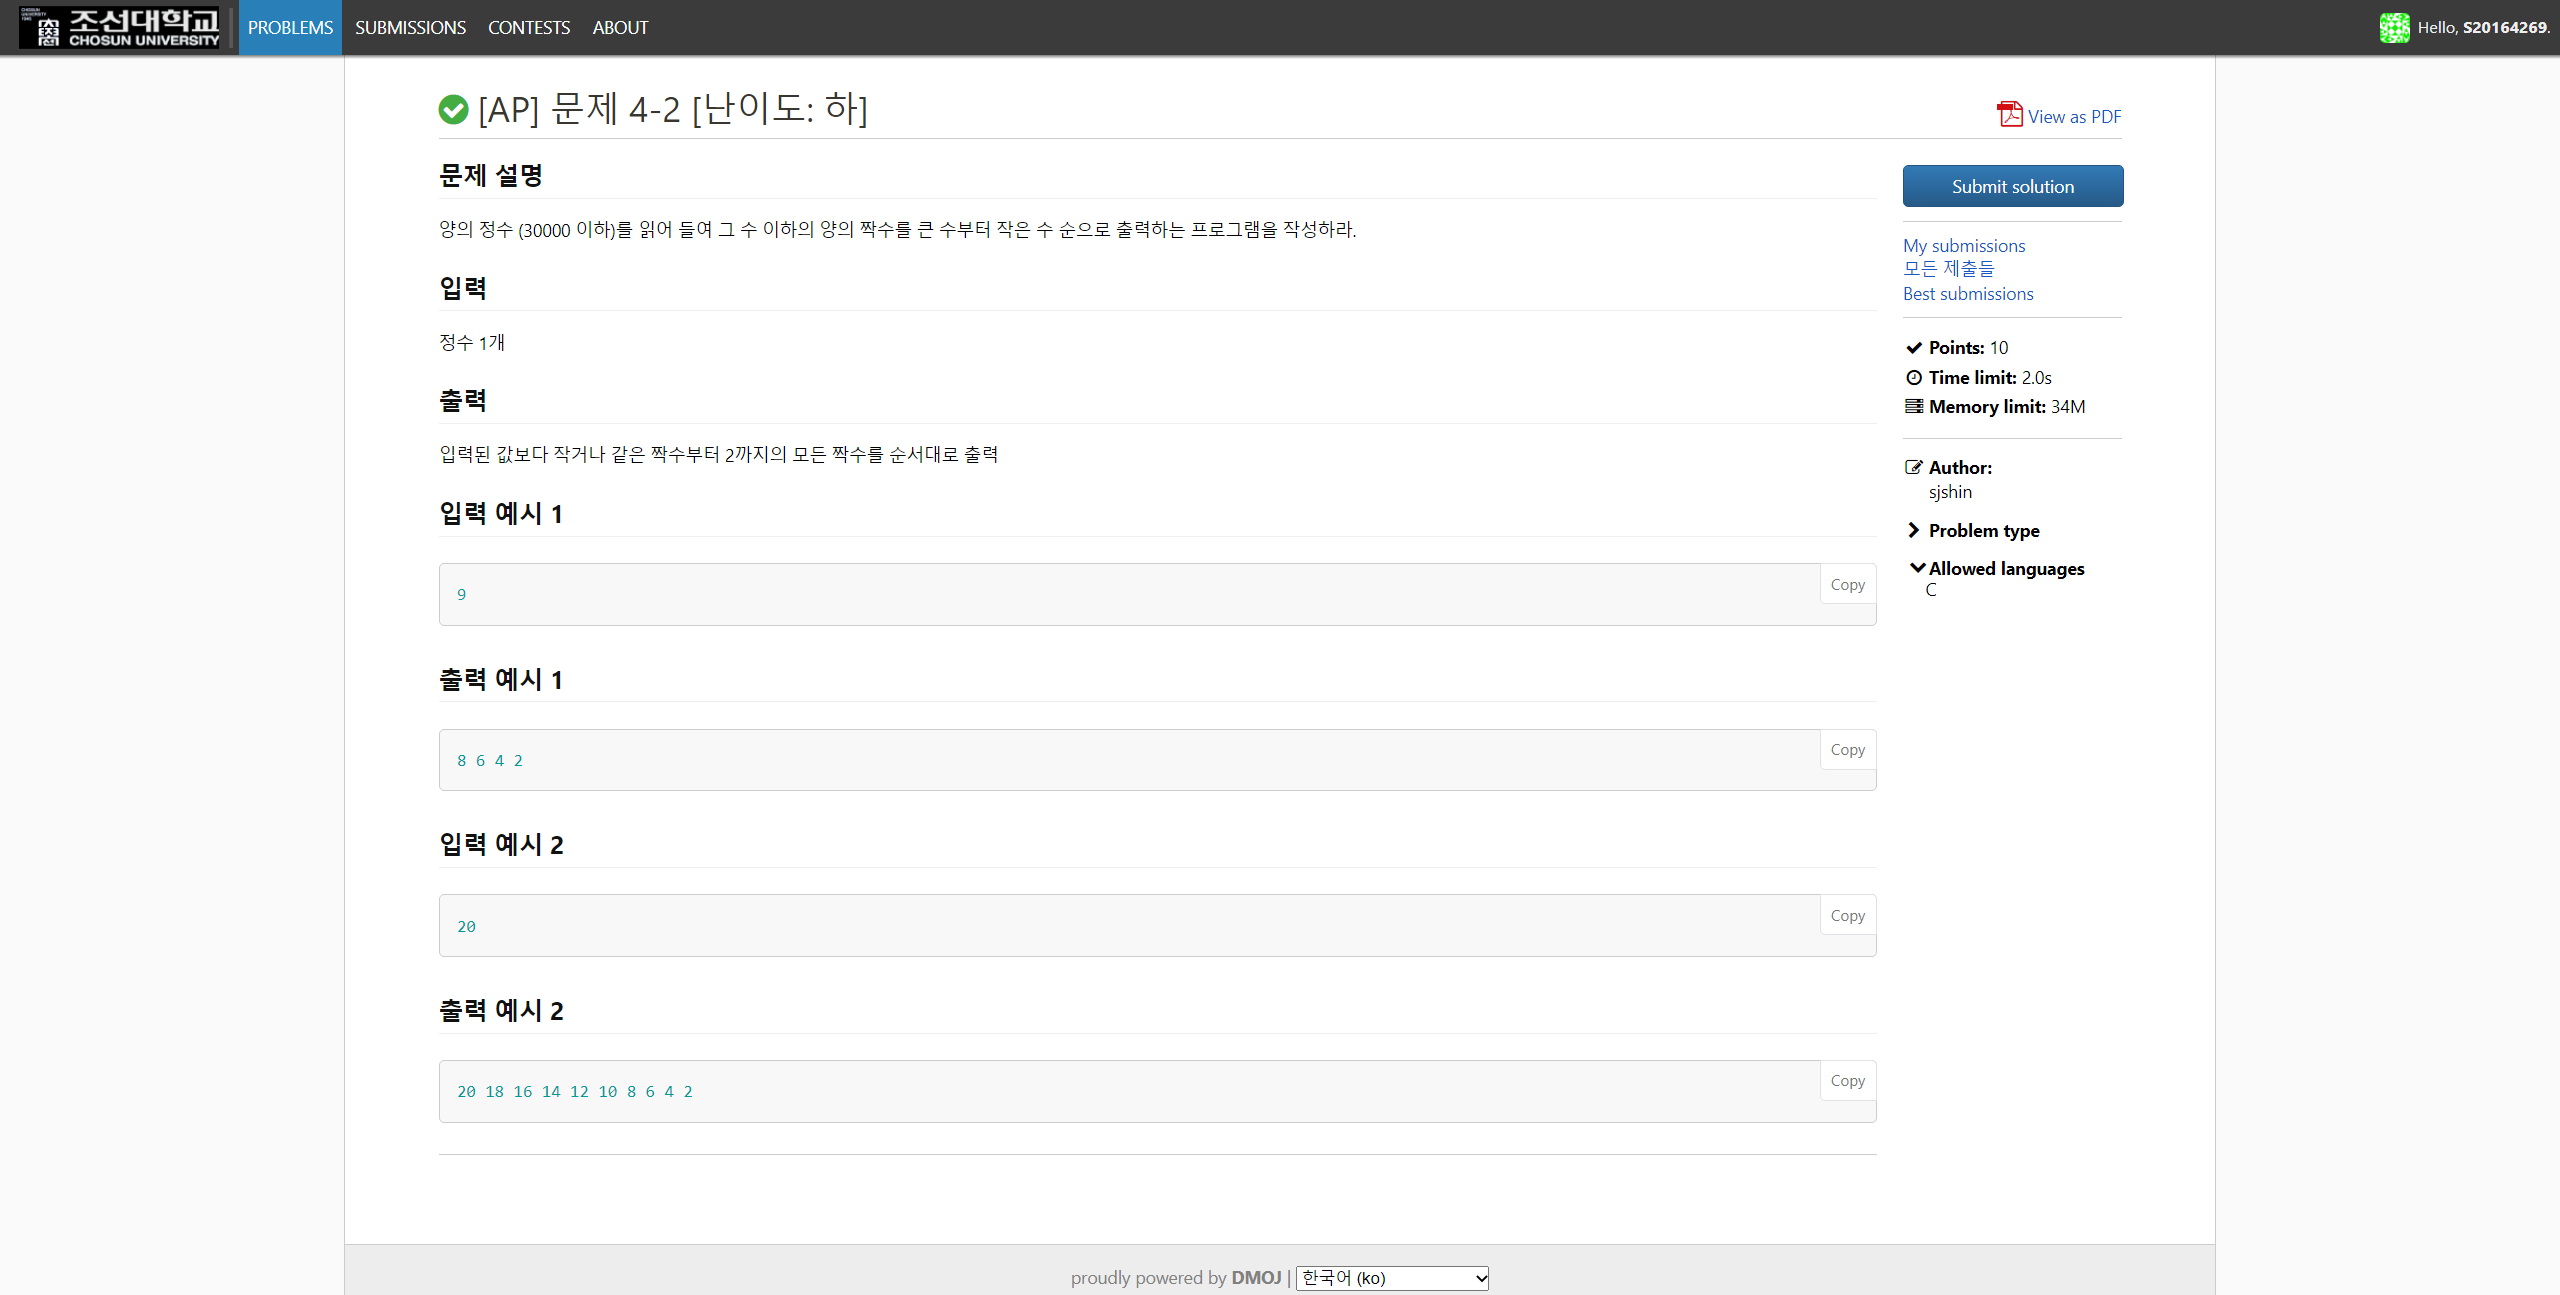 조선대학교
CHOSUN UNIVERSITY
PROBLEMS SUBMISSIONS CONTESTS ABOUT
Hello, S20164269.
[AP] 문제 4-2 [난이도: 하]
View as PDF
문제 설명
양의 정수 (30000 이하)를 읽어 들여 그 수 이하의 양의 짝수를 큰 수부터 작은 수 순으로 출력하는 프로그램을 작성하라.
입력
정수 1개
출력
입력된 값보다 작거나 같은 짝수부터 2까지의 모든 짝수를 순서대로 출력
입력 예시 1
Copy
9
출력 예시 1
Copy
8 6 4 2
입력 예시 2
Copy
20
출력 예시 2
Copy
20 18 16 14 12 10 8 6 4 2
Submit solution
My submissions
모든 제출들
Best submissions
Points: 10
Time limit: 2.0s
Memory limit: 34M
Author:
sjshin
Problem type
Allowed languages
C
proudly powered by DMOJ | 한국어 (ko)